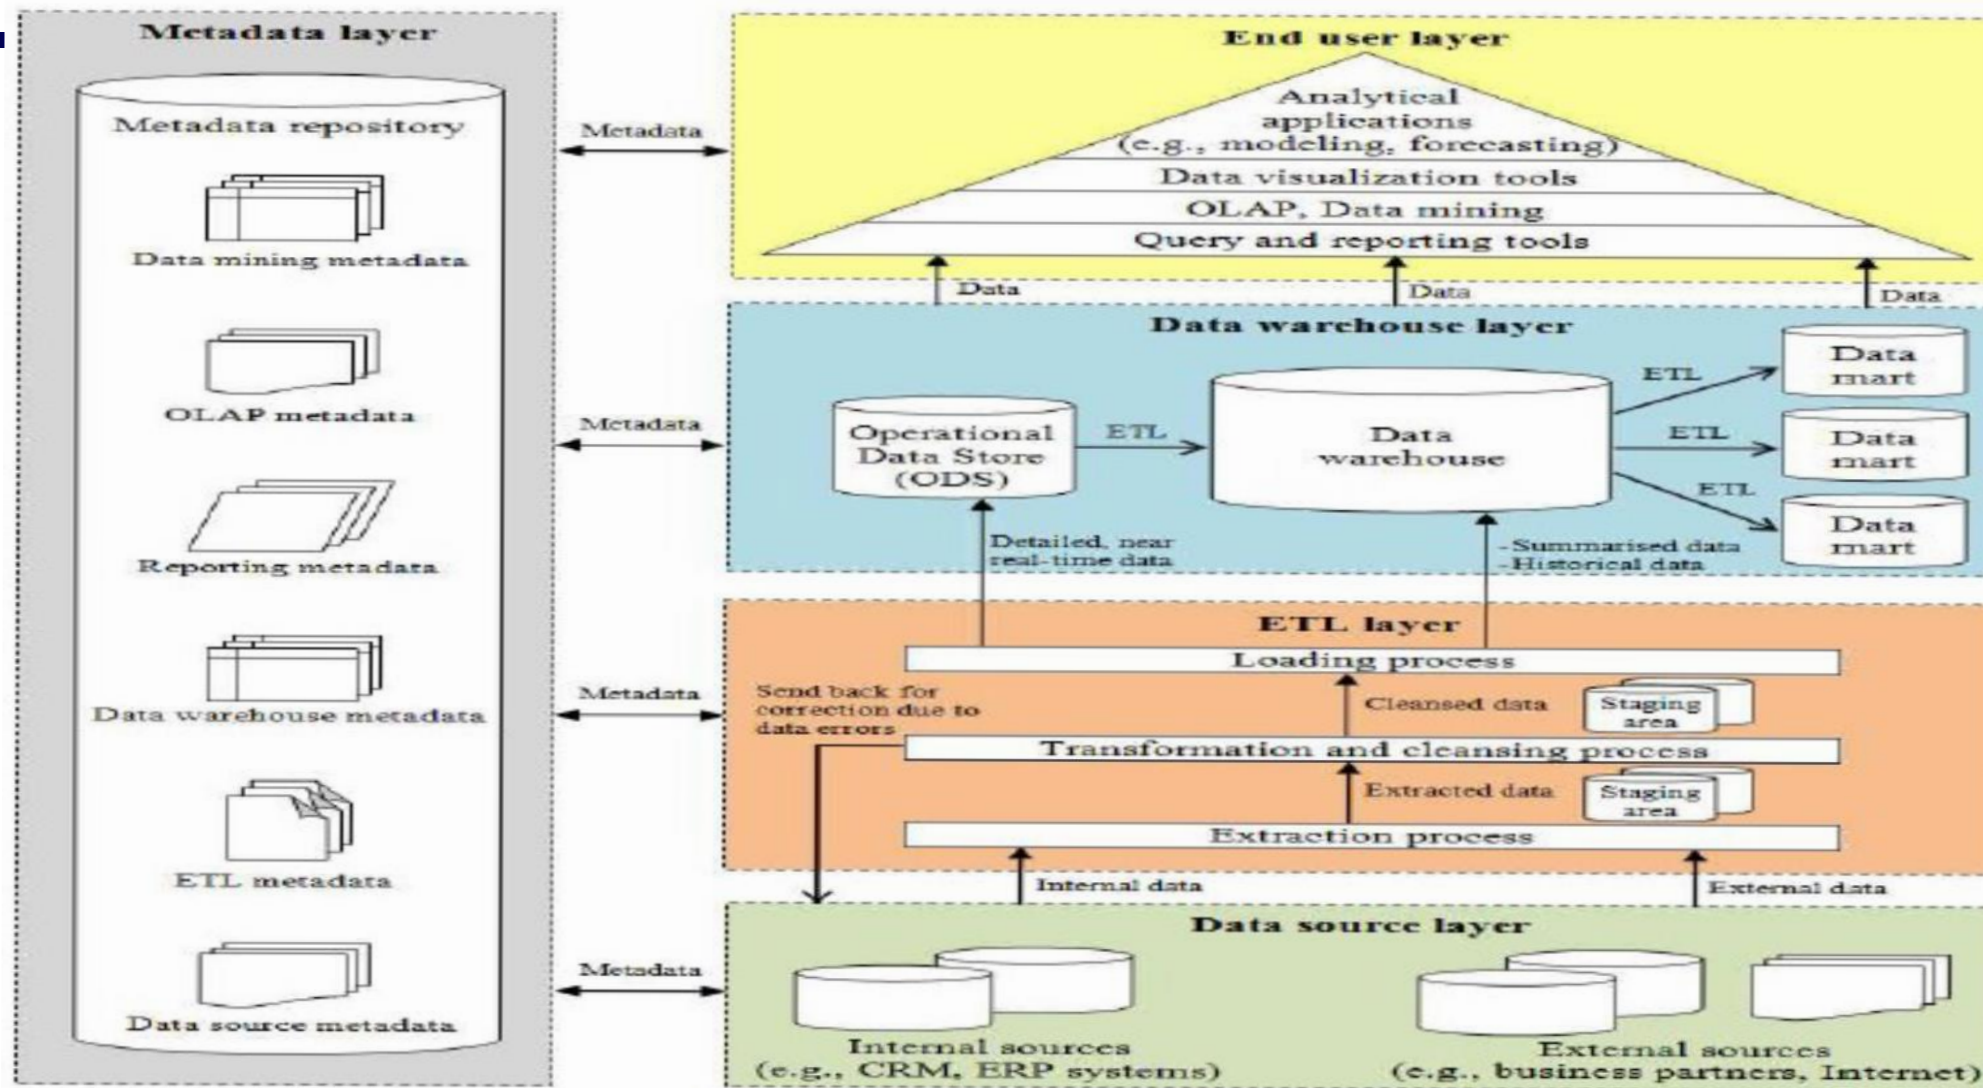 Metadata layer
Metadata repository
Data mining metadata
OLAP metadata
Reporting metadata
Data warehouse metadata
ETL metadata
Data source metadata
Metadata
Metadata
Metadata
Metadata
End user layer
Analytical
applications
(e.g., modeling, forecasting)
Data visualization tools
OLAP, Data mining
Query and reporting tools
Data
Data
Data
Data warehouse layer
Operational
Data Store
(ODS)
ETL
Data
warehouse
ETL
ETL
ETL
Data
mart
Data
mart
Data
mart
Detailed, near
real-time data
-Summarised data
-Historical data
ETL layer
Loading process
Send back for
correction due to
data errors
Cleansed data
Staging
area
Transformation and cleansing process
Extracted data
Staging
area
Extraction process
Internal data
External data
Data source layer
Internal sources
(e.g., CRM, ERP systems)
External sources
(e.g., business partners, Internet)